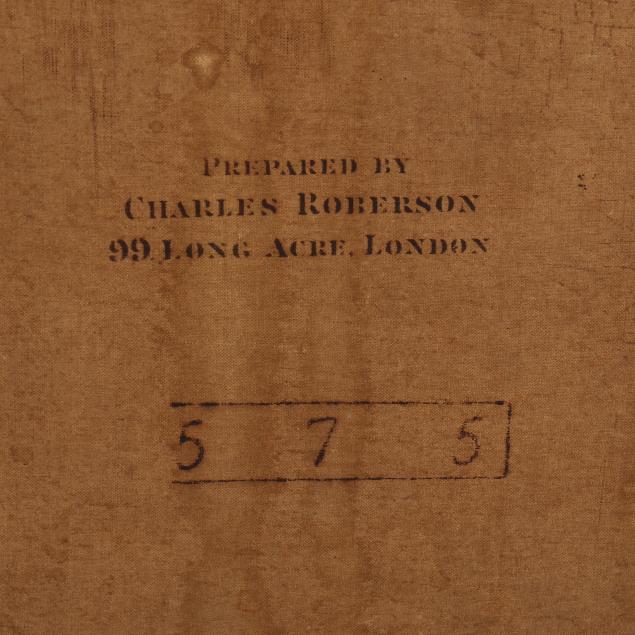 PREPARED BY
CHARLES ROBERSON
99, LONG ACRE, LONDON
5 7 5